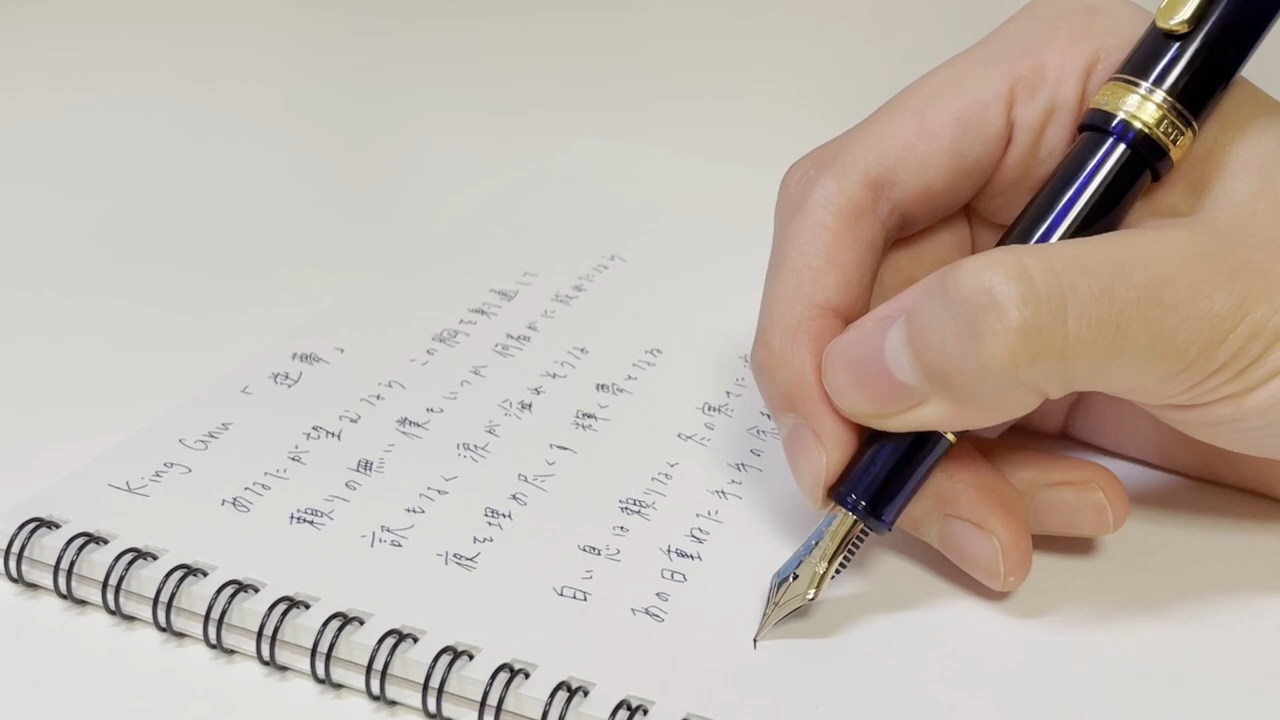 King Gnu 「逆夢」
あなたが望むなら この胸を射通して
頼りの無い僕もいつか 何者かに成れたなら
訳もなく 涙が溢れそうな
夜を埋め尽くす 輝く夢となる
白い息は頼りなく 冬の寒さに
あの日重ねた手と手の余